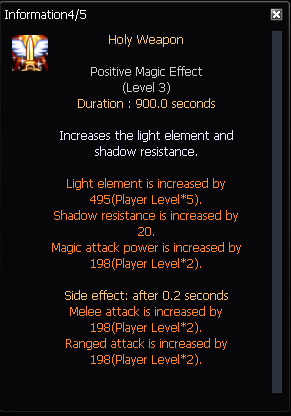 Information4/5
Holy Weapon
Positive Magic Effect
(Level 3)
Duration : 900.0 seconds
Increases the light element and
shadow resistance.
Light element is increased by
495(Player Level*5).
Shadow resistance is increased by
20.
Magic attack power is increased by
198(Player Level*2).
Side effect: after 0.2 seconds
Melee attack is increased by
198(Player Level*2).
Ranged attack is increased by
198(Player Level*2).